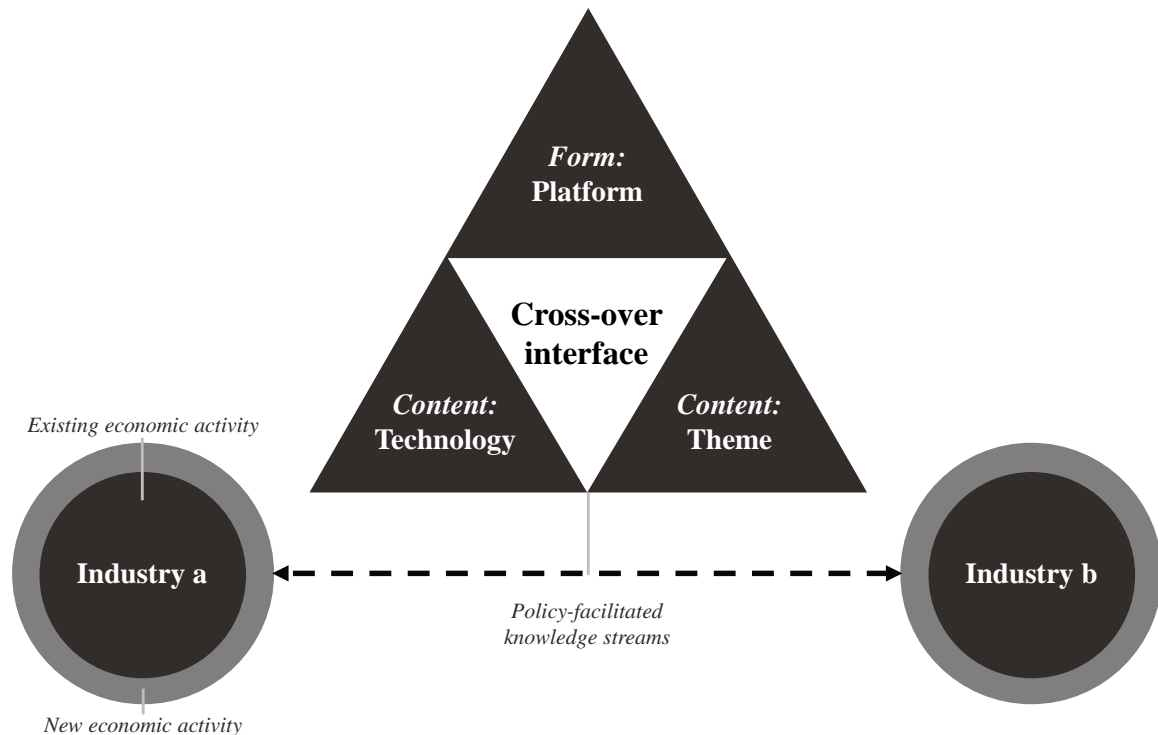 Form:
Platform
Cross-over
interface
Content:
Technology
Content:
Theme
Existing economic activity
Industry a
Industry b
Policy-facilitated
knowledge streams
New economic activity